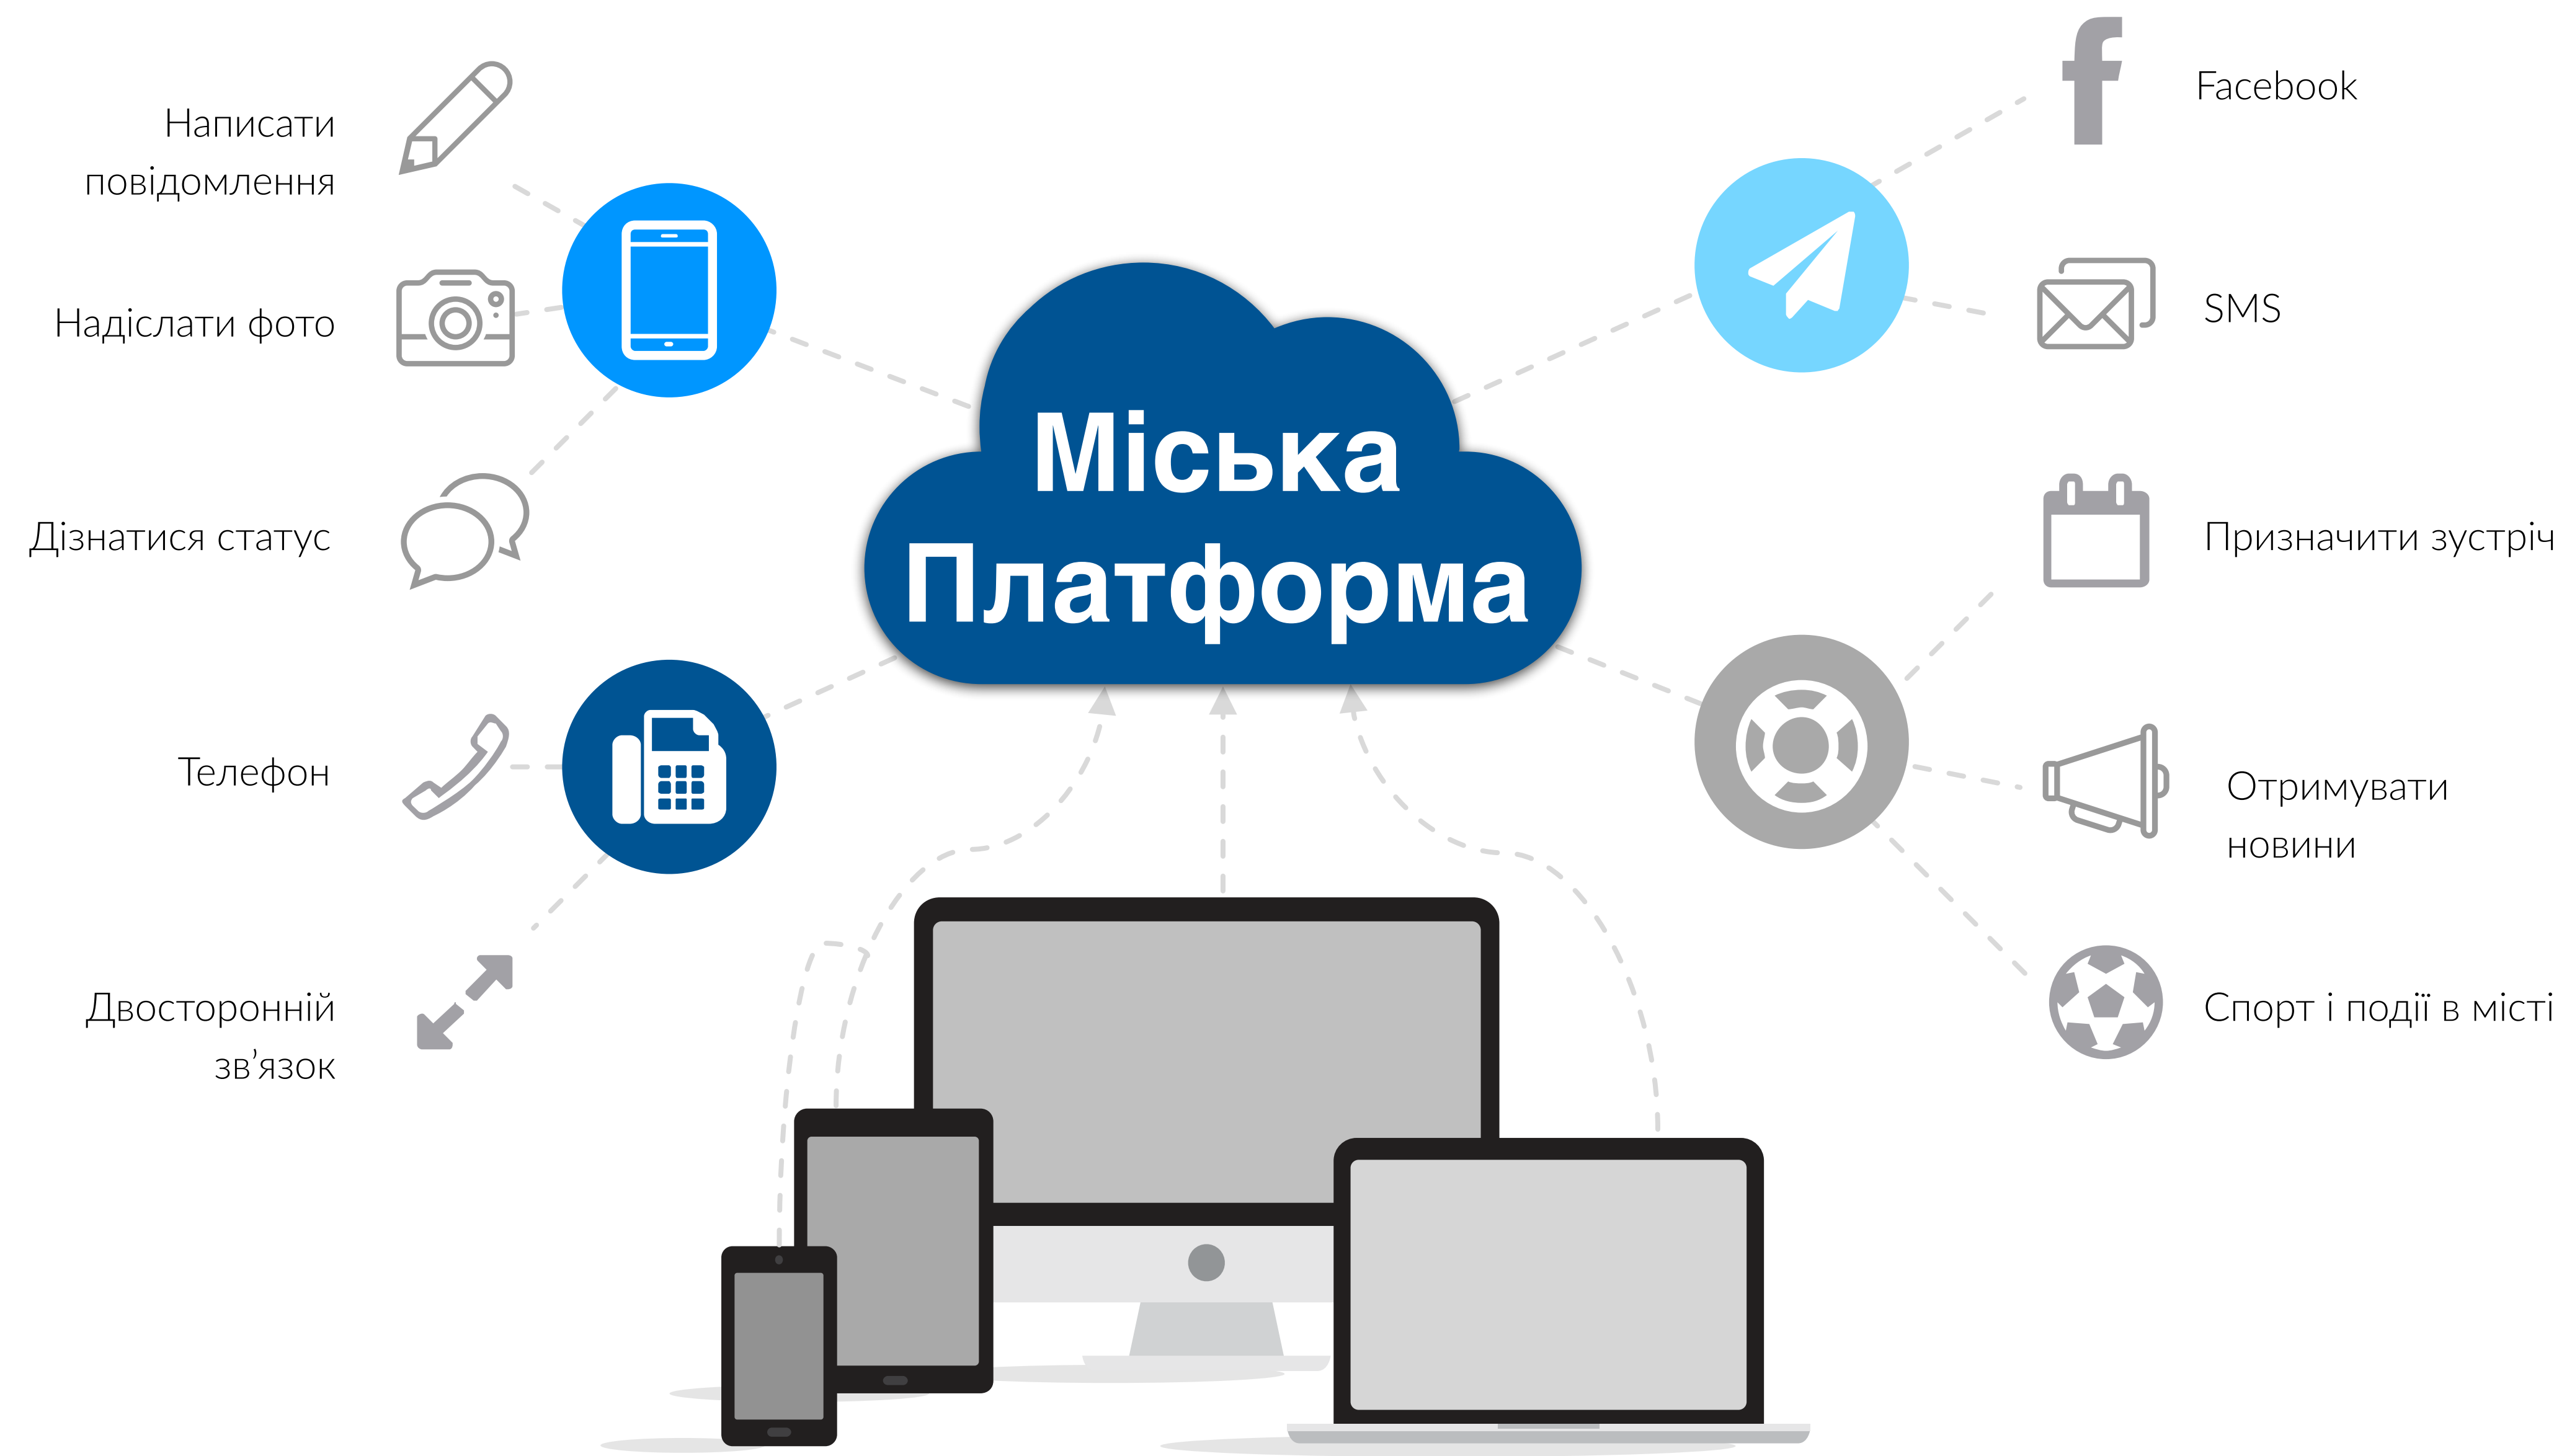 Написати
повідомлення
Надіслати фото
Дізнатися статус
Телефон
Двосторонній
зв’язок
Міська
Платформа
Facebook
SMS
Призначити зустріч
Отримувати
новини
Спорт і події в місті